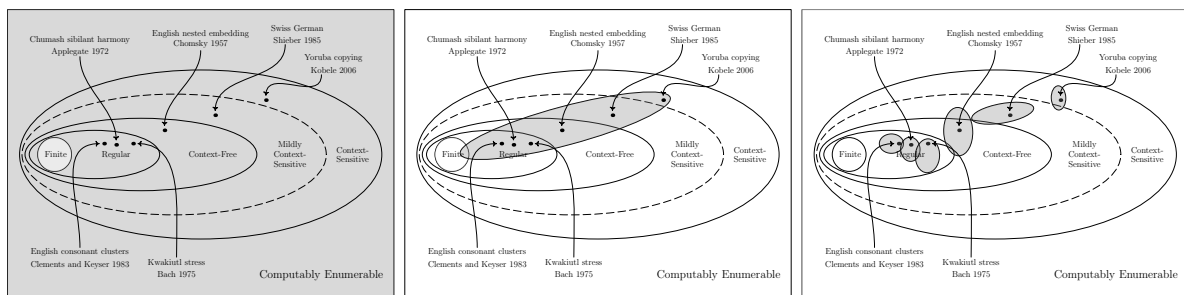 Swiss German
Shieber 1985
Chumash sibilant harmony
Applegate 1972
English nested embedding
Chomsky 1957
Yoruba copying
Kobele 2006
Finite
Regular
Context-Free
Mildly
Context-
Sensitive
Context-
Sensitive
English consonant clusters
Clements and Keyser 1983
Kwakiutl stress
Bach 1975
Computably Enumerable
Swiss German
Shieber 1985
Chumash sibilant harmony
Applegate 1972
English nested embedding
Chomsky 1957
Yoruba copying
Kobele 2006
Finite
Regular
Context-Free
Mildly
Context-
Sensitive
Context-
Sensitive
English consonant clusters
Clements and Keyser 1983
Kwakiutl stress
Bach 1975
Computably Enumerable
Swiss German
Shieber 1985
Chumash sibilant harmony
Applegate 1972
English nested embedding
Chomsky 1957
Yoruba copying
Kobele 2006
Finite
Regular
Context-Free
Mildly
Context-
Sensitive
Context-
Sensitive
English consonant clusters
Clements and Keyser 1983
Kwakiutl stress
Bach 1975
Computably Enumerable